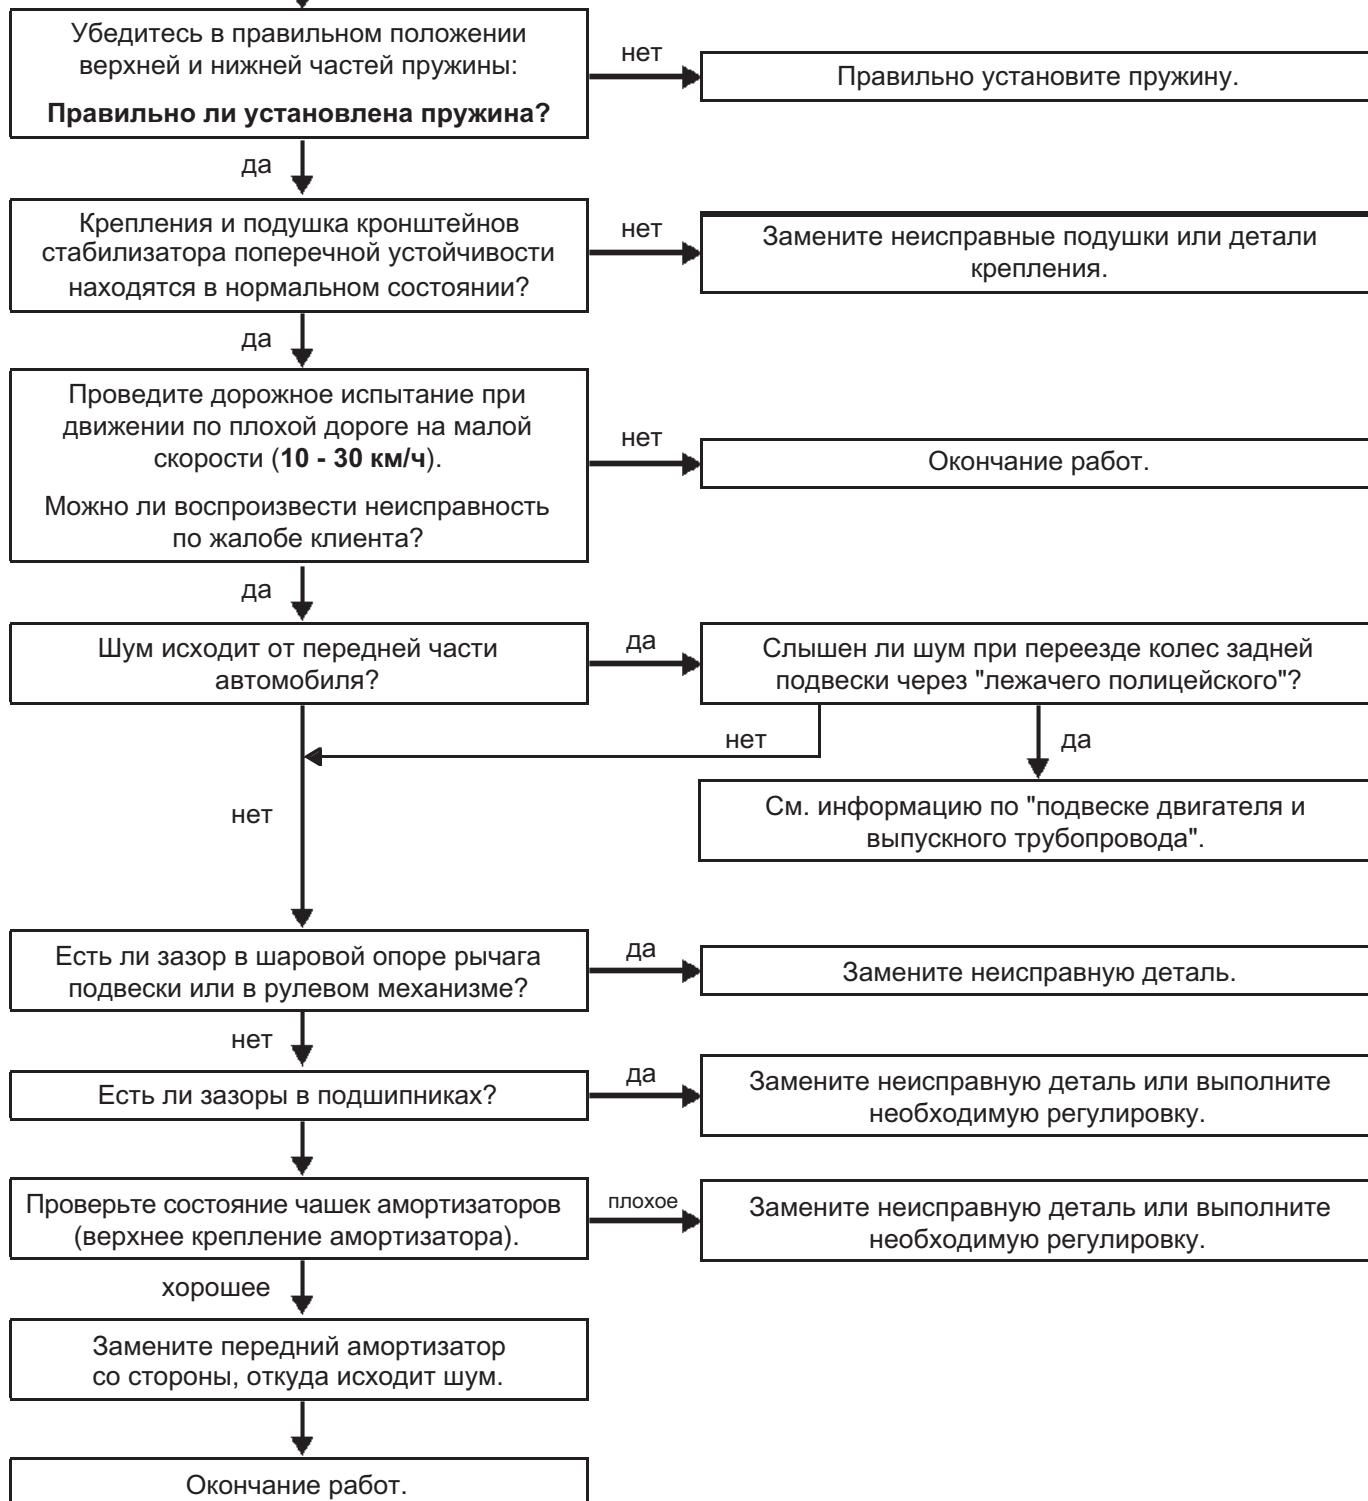 Убедитесь в правильном положении
верхней и нижней частей пружины:
Правильно ли установлена пружина?
нет
Правильно установите пружину.
да
Крепления и подушка кронштейнов
стабилизатора поперечной устойчивости
находятся в нормальном состоянии?
нет
Замените неисправные подушки или детали
крепления.
да
Проведите дорожное испытание при
движении по плохой дороге на малой
скорости (10 - 30 км/ч).
Можно ли воспроизвести неисправность
по жалобе клиента?
нет
Окончание работ.
да
Шум исходит от передней части
автомобиля?
да
Слышен ли шум при переезде колес задней
подвески через "лежачего полицейского"?
нет
да
нет
См. информацию по "подвеске двигателя и
выпускного трубопровода".
Есть ли зазор в шаровой опоре рычага
подвески или в рулевом механизме?
да
Замените неисправную деталь.
нет
Есть ли зазоры в подшипниках?
да
Замените неисправную деталь или выполните
необходимую регулировку.
Проверьте состояние чашек амортизаторов
(верхнее крепление амортизатора).
плохое
Замените неисправную деталь или выполните
необходимую регулировку.
хорошее
Замените передний амортизатор
со стороны, откуда исходит шум.
Окончание работ.